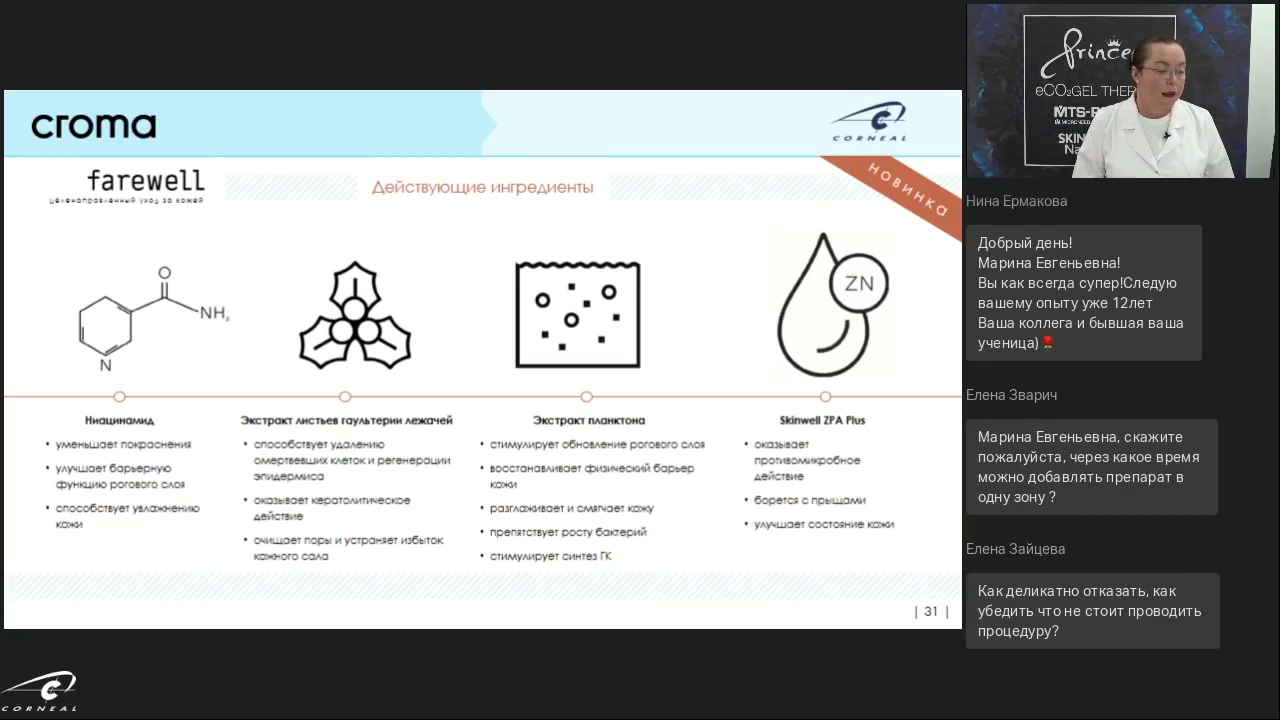 croma
CORNEAL
farewell
целенаправленный уход за кожей
Действующие ингредиенты
НОВИНКА
O
NH₂
N
ZN
Ниацинамид
• уменьшает покраснения
• улучшает барьерную
функцию рогового слоя
• способствует увлажнению
кожи
Экстракт листьев гаультерии лежачей
• способствует удалению
омертвевших клеток и регенерации
эпидермиса
• оказывает кератолитическое
действие
• очищает поры и устраняет избыток
кожного сала
Экстракт планктона
• стимулирует обновление рогового слоя
• восстанавливает физический барьер
кожи
• разглаживает и смягчает кожу
• препятствует росту бактерий
• стимулирует синтез ГК
Skinwell ZPA Plus
• оказывает
противомикробное
действие
• борется с прыщами
• улучшает состояние кожи
| 31 |
CORNEAL
eCO₂GEL THER
SKIN
Нина Ермакова
Добрый день!
Марина Евгеньевна!
Вы как всегда супер!Следую
вашему опыту уже 12лет
Ваша коллега и бывшая ваша
ученица)🌹
Елена Зварич
Марина Евгеньевна, скажите
пожалуйста, через какое время
можно добавлять препарат в
одну зону ?
Елена Зайцева
Как деликатно отказать, как
убедить что не стоит проводить
процедуру?